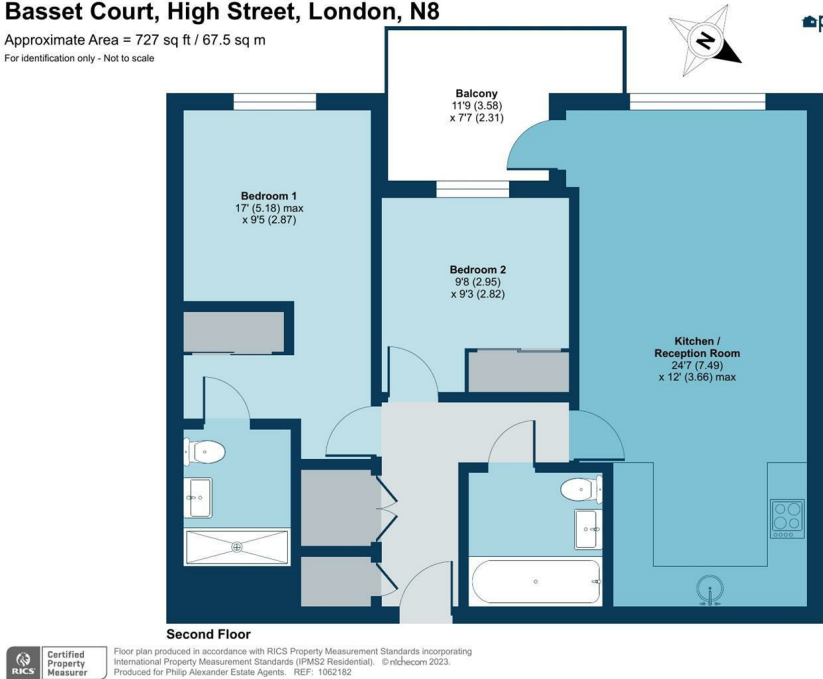 Basset Court, High Street, London, N8
Approximate Area = 727 sq ft / 67.5 sq m
For identification only - Not to scale
N
Balcony
11'9 (3.58)
x 7'7 (2.31)
Bedroom 1
17' (5.18) max
x 9'5 (2.87)
Bedroom 2
9'8 (2.95)
x 9'3 (2.82)
Kitchen /
Reception Room
24'7 (7.49)
x 12' (3.66) max
Second Floor
RICS
Certified
Property
Measurer
Floor plan produced in accordance with RICS Property Measurement Standards incorporating
International Property Measurement Standards (IPMS2 Residential). © nichecom 2023.
Produced for Philip Alexander Estate Agents. REF: 1062182